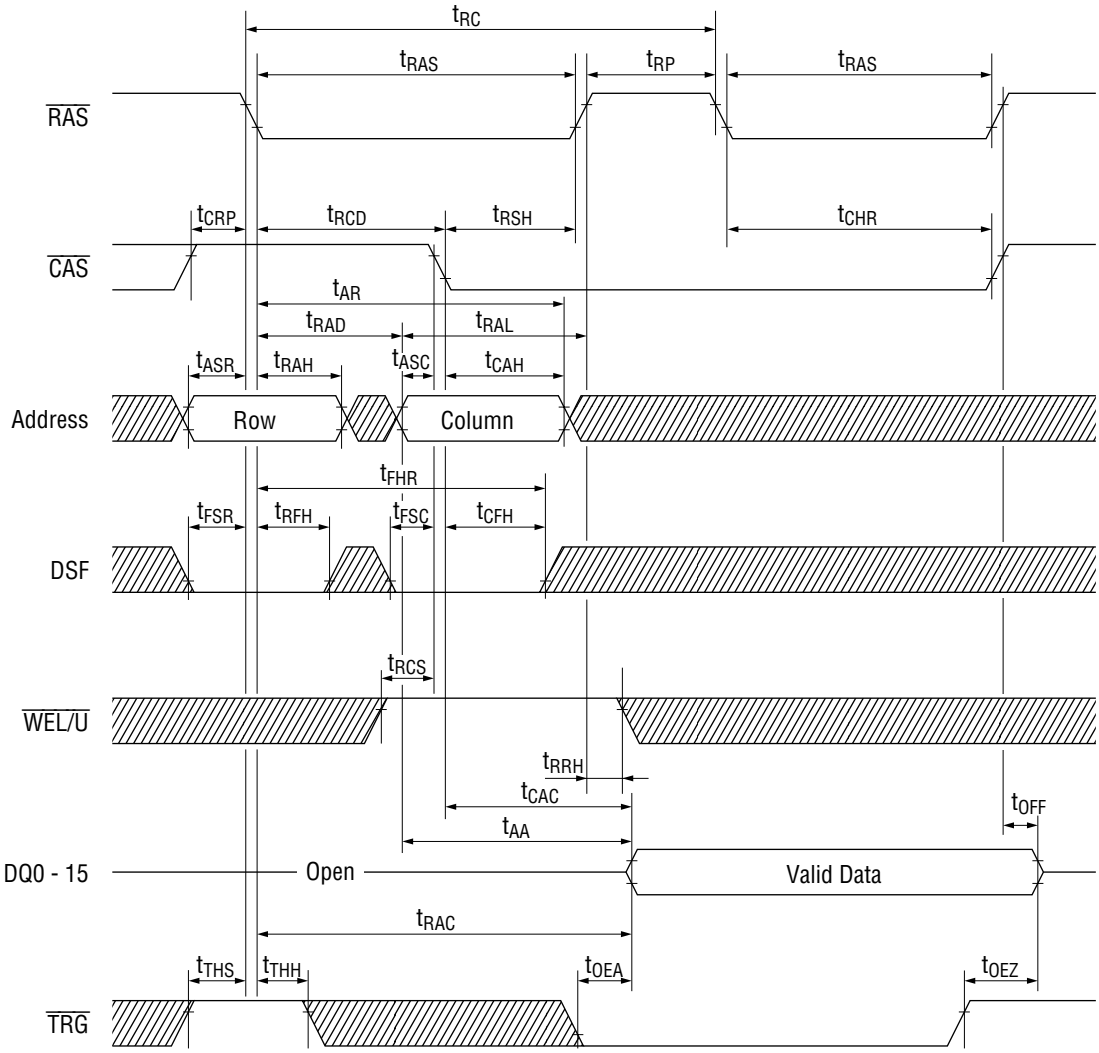 tRC
tRAS tRP tRAS
RAS
tCRP tRCD tRSH tCHR
CAS
tAR
tRAD tRAL
tASR tRAH tASC tCAH
Address Row Column
tFHR
tFSR tRFH tFSC tCFH
DSF
tRCS
WEL/U
tRRH
tCAC tOFF
tAA
DQ0 - 15 Open Valid Data
tRAC
tTHS tTHH tOEA tOEZ
TRG